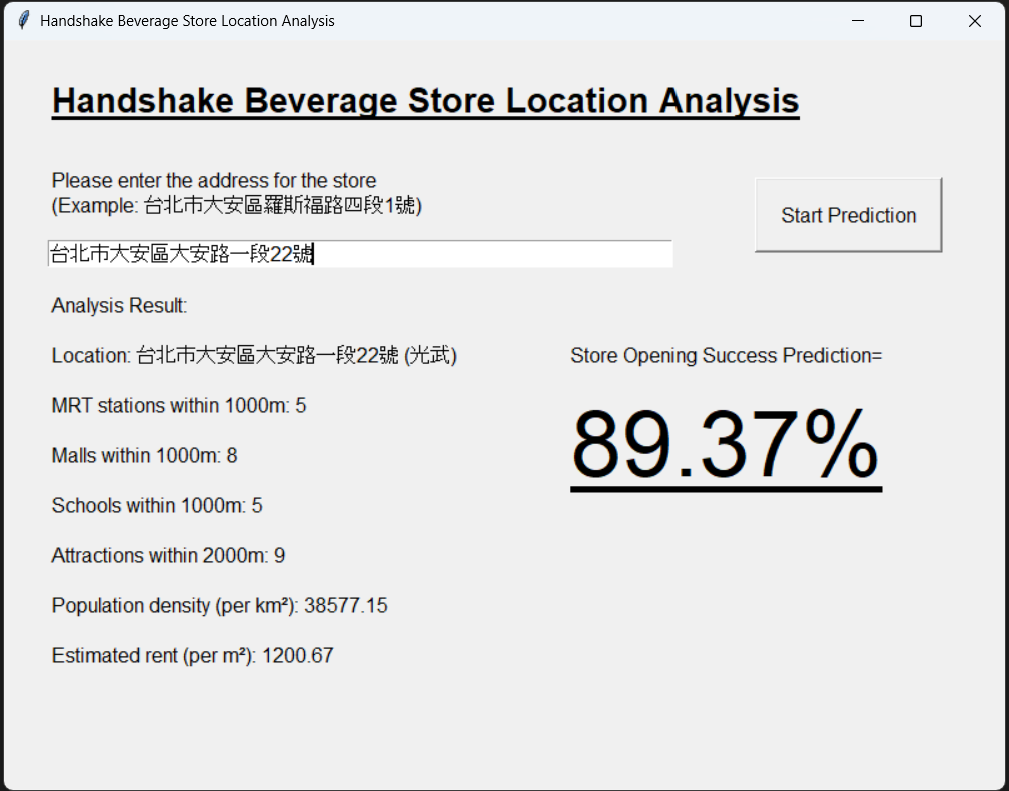 Handshake Beverage Store Location Analysis
Handshake Beverage Store Location Analysis
Please enter the address for the store
(Example: 台北市大安區羅斯福路四段1號)
Start Prediction
台北市大安區大安路一段22號
Analysis Result:
Location: 台北市大安區大安路一段22號 (光武)
Store Opening Success Prediction=
MRT stations within 1000m: 5
89.37%
Malls within 1000m: 8
Schools within 1000m: 5
Attractions within 2000m: 9
Population density (per km²): 38577.15
Estimated rent (per m²): 1200.67